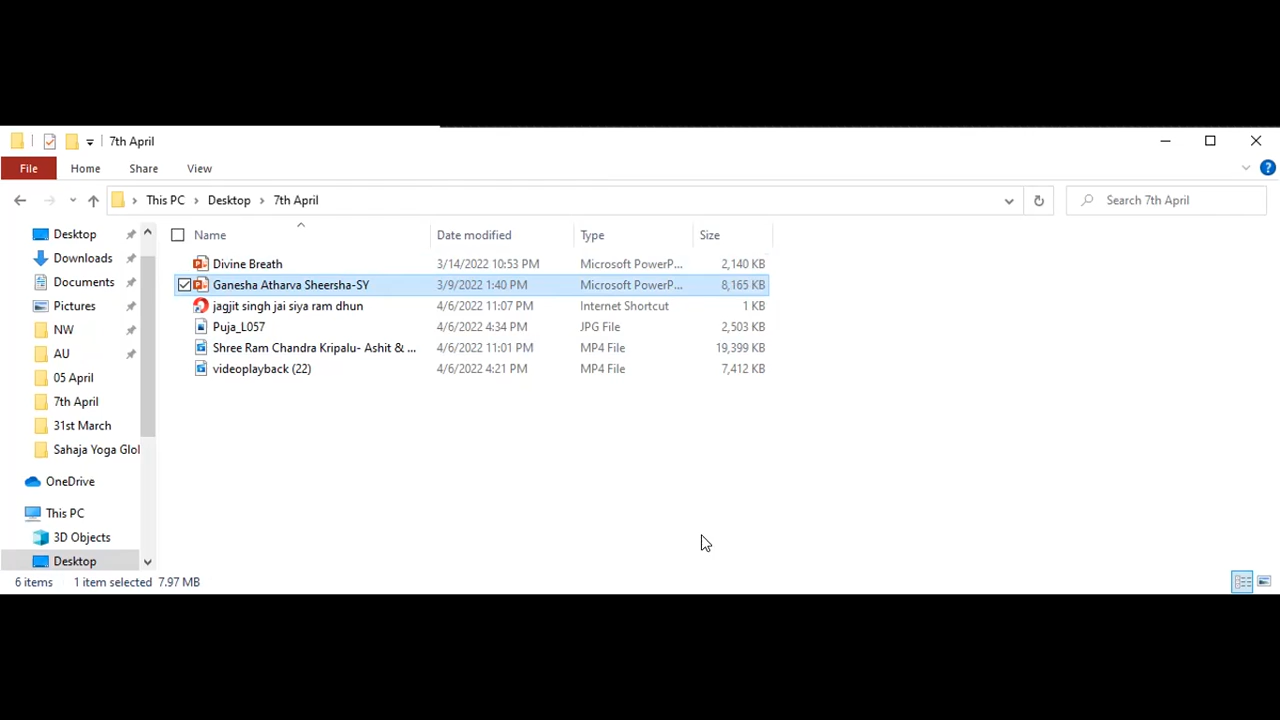 7th April
File Home Share View
This PC Desktop 7th April Search 7th April
Name Date modified Type Size
Desktop
Downloads
Documents
Pictures
NW
AU
05 April
7th April
31st March
Sahaja Yoga Glol
OneDrive
This PC
3D Objects
Desktop
Divine Breath 3/14/2022 10:53 PM Microsoft PowerP... 2,140 KB
Ganesha Atharva Sheersha-SY 3/9/2022 1:40 PM Microsoft PowerP... 8,165 KB
jagjit singh jai siya ram dhun 4/6/2022 11:07 PM Internet Shortcut 1 KB
Puja_L057 4/6/2022 4:34 PM JPG File 2,503 KB
Shree Ram Chandra Kripalu- Ashit & ... 4/6/2022 11:01 PM MP4 File 19,399 KB
videoplayback (22) 4/6/2022 4:21 PM MP4 File 7,412 KB
6 items 1 item selected 7.97 MB